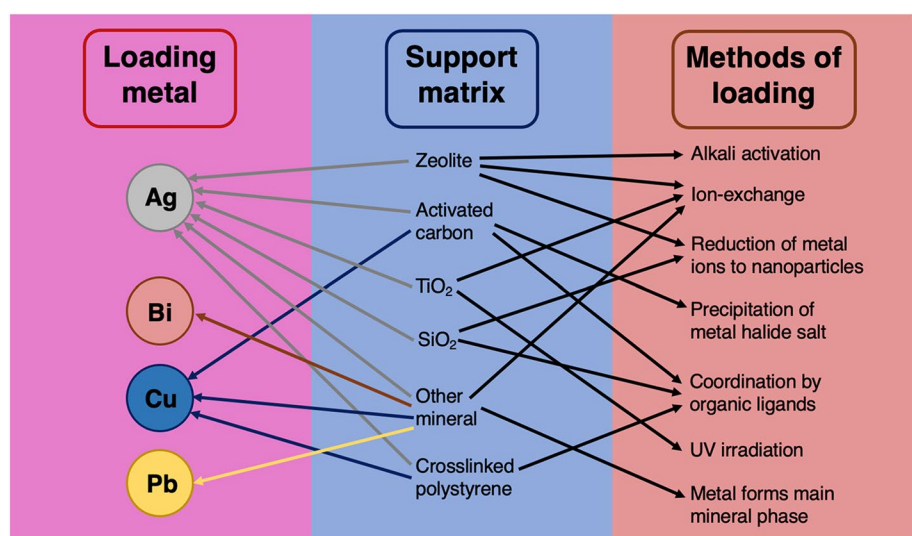 Loading
metal
Support
matrix
Methods of
loading
Ag
Bi
Cu
Pb
Zeolite
Activated
carbon
TiO₂
SiO₂
Other
mineral
Crosslinked
polystyrene
Alkali activation
Ion-exchange
Reduction of metal
ions to nanoparticles
Precipitation of
metal halide salt
Coordination by
organic ligands
UV irradiation
Metal forms main
mineral phase